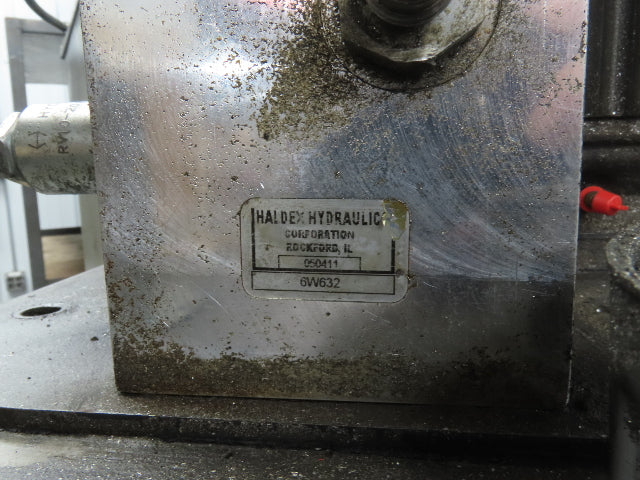 HALDEX HYDRAULICS
CORPORATION
ROCKFORD, IL
050411
6W632